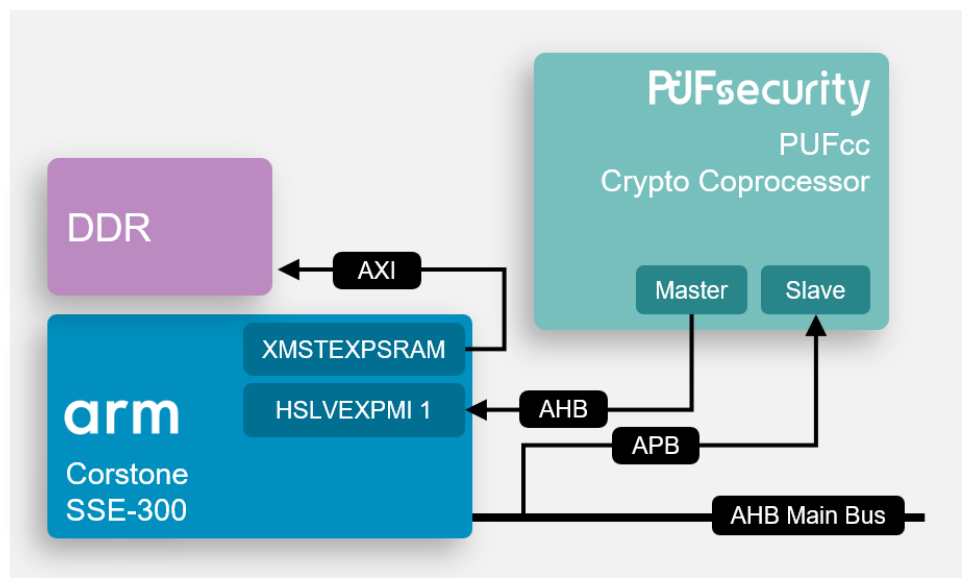 PUFsecurity
PUFcc
Crypto Coprocessor
Master
Slave
DDR
AXI
XMSTEXPSRAM
HSLVEXPMI 1
arm
Corstone
SSE-300
AHB
APB
AHB Main Bus